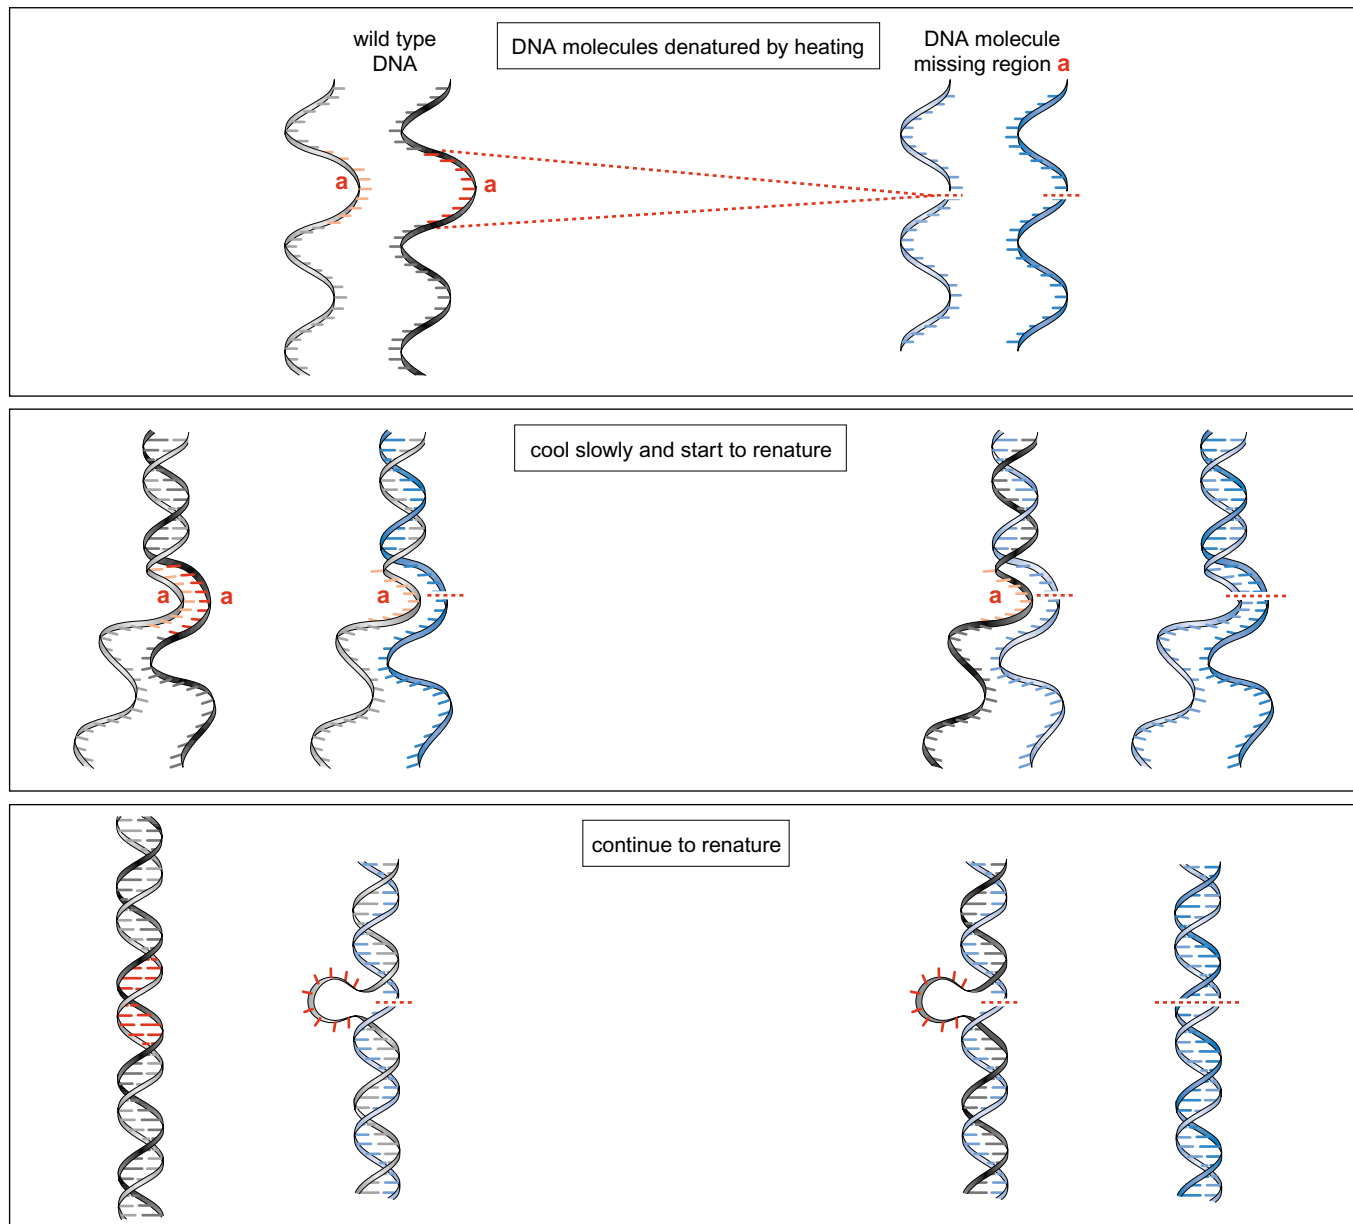 wild type
DNA
DNA molecules denatured by heating
DNA molecule
missing region a
a
a
cool slowly and start to renature
a
a
a
a
continue to renature